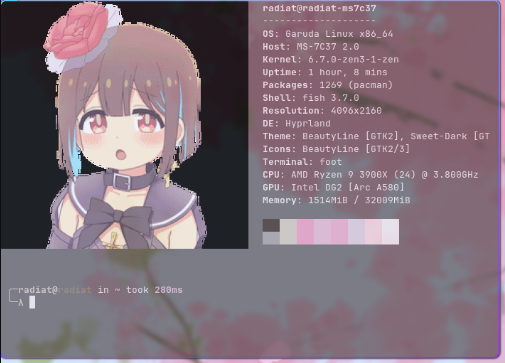 radiat@radiat-ms7c37
--------------------
OS: Garuda Linux x86_64
Host: MS-7C37 2.0
Kernel: 6.7.0-zen3-1-zen
Uptime: 1 hour, 8 mins
Packages: 1269 (pacman)
Shell: fish 3.7.0
Resolution: 4096x2160
DE: Hyprland
Theme: BeautyLine [GTK2], Sweet-Dark [GT
Icons: BeautyLine [GTK2/3]
Terminal: foot
CPU: AMD Ryzen 9 3900X (24) @ 3.800GHz
GPU: Intel DG2 [Arc A580]
Memory: 1514MiB / 32009MiB
╭─radiat@radiat in ~ took 280ms
╰─λ